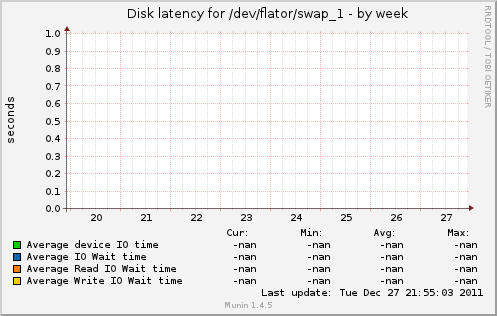 Disk latency for /dev/flator/swap_1 - by week
RRDTOOL / TOBI OETIKER
seconds
1.0
0.9
0.8
0.7
0.6
0.5
0.4
0.3
0.2
0.1
0.0
20 21 22 23 24 25 26 27
Cur: Min: Avg: Max:
Average device IO time -nan -nan -nan -nan
Average IO Wait time -nan -nan -nan -nan
Average Read IO Wait time -nan -nan -nan -nan
Average Write IO Wait time -nan -nan -nan -nan
Last update: Tue Dec 27 21:55:03 2011
Munin 1.4.5